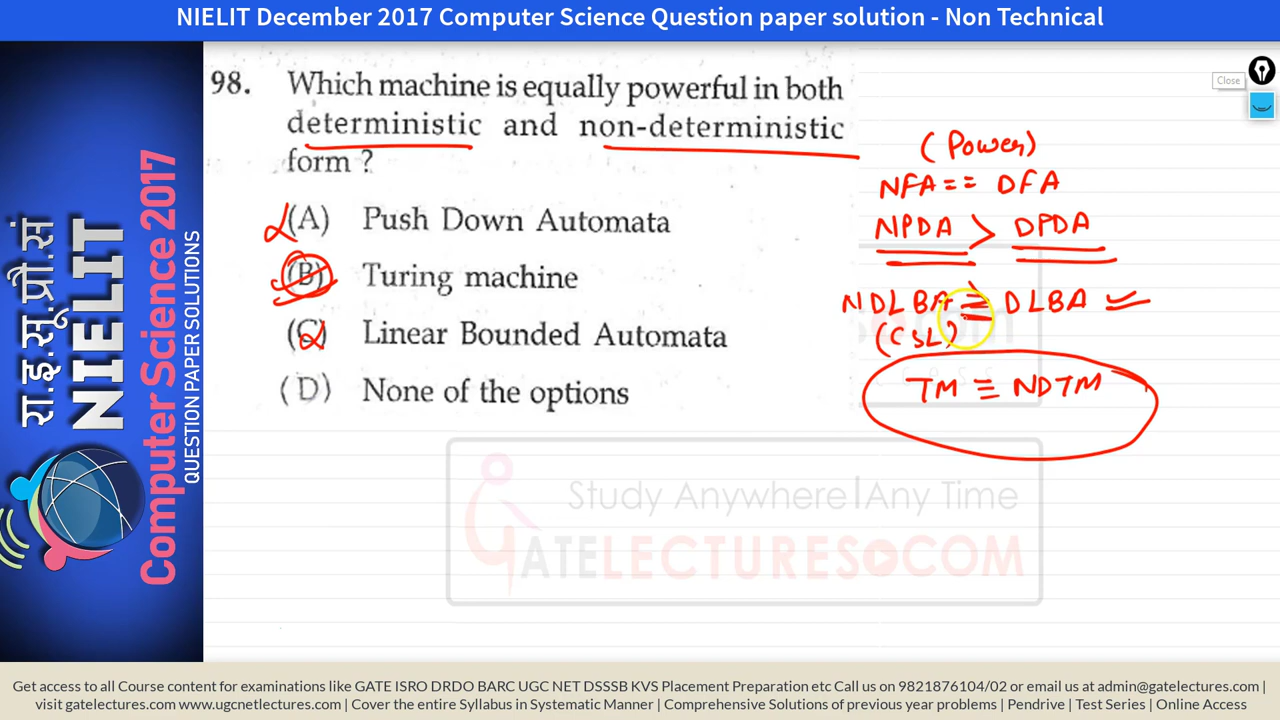 NIELIT December 2017 Computer Science Question paper solution - Non Technical
Close
रा.इ.सू.प्रौ.सं
NIELIT
Computer Science 2017
QUESTION PAPER SOLUTIONS
98. Which machine is equally powerful in both
deterministic and non-deterministic
form ?
(A) Push Down Automata
(B) Turing machine
(C) Linear Bounded Automata
(D) None of the options
(Power)
NFA == DFA
NPDA > DPDA
NDLBA DLBA
(CSL)
TM ≡ NDTM
Study Anywhere|Any Time
GATELECTURES.COM
Get access to all Course content for examinations like GATE ISRO DRDO BARC UGC NET DSSSB KVS Placement Preparation etc Call us on 9821876104/02 or email us at admin@gatelectures.com |
visit gatelectures.com www.ugcnetlectures.com | Cover the entire Syllabus in Systematic Manner | Comprehensive Solutions of previous year problems | Pendrive | Test Series | Online Access